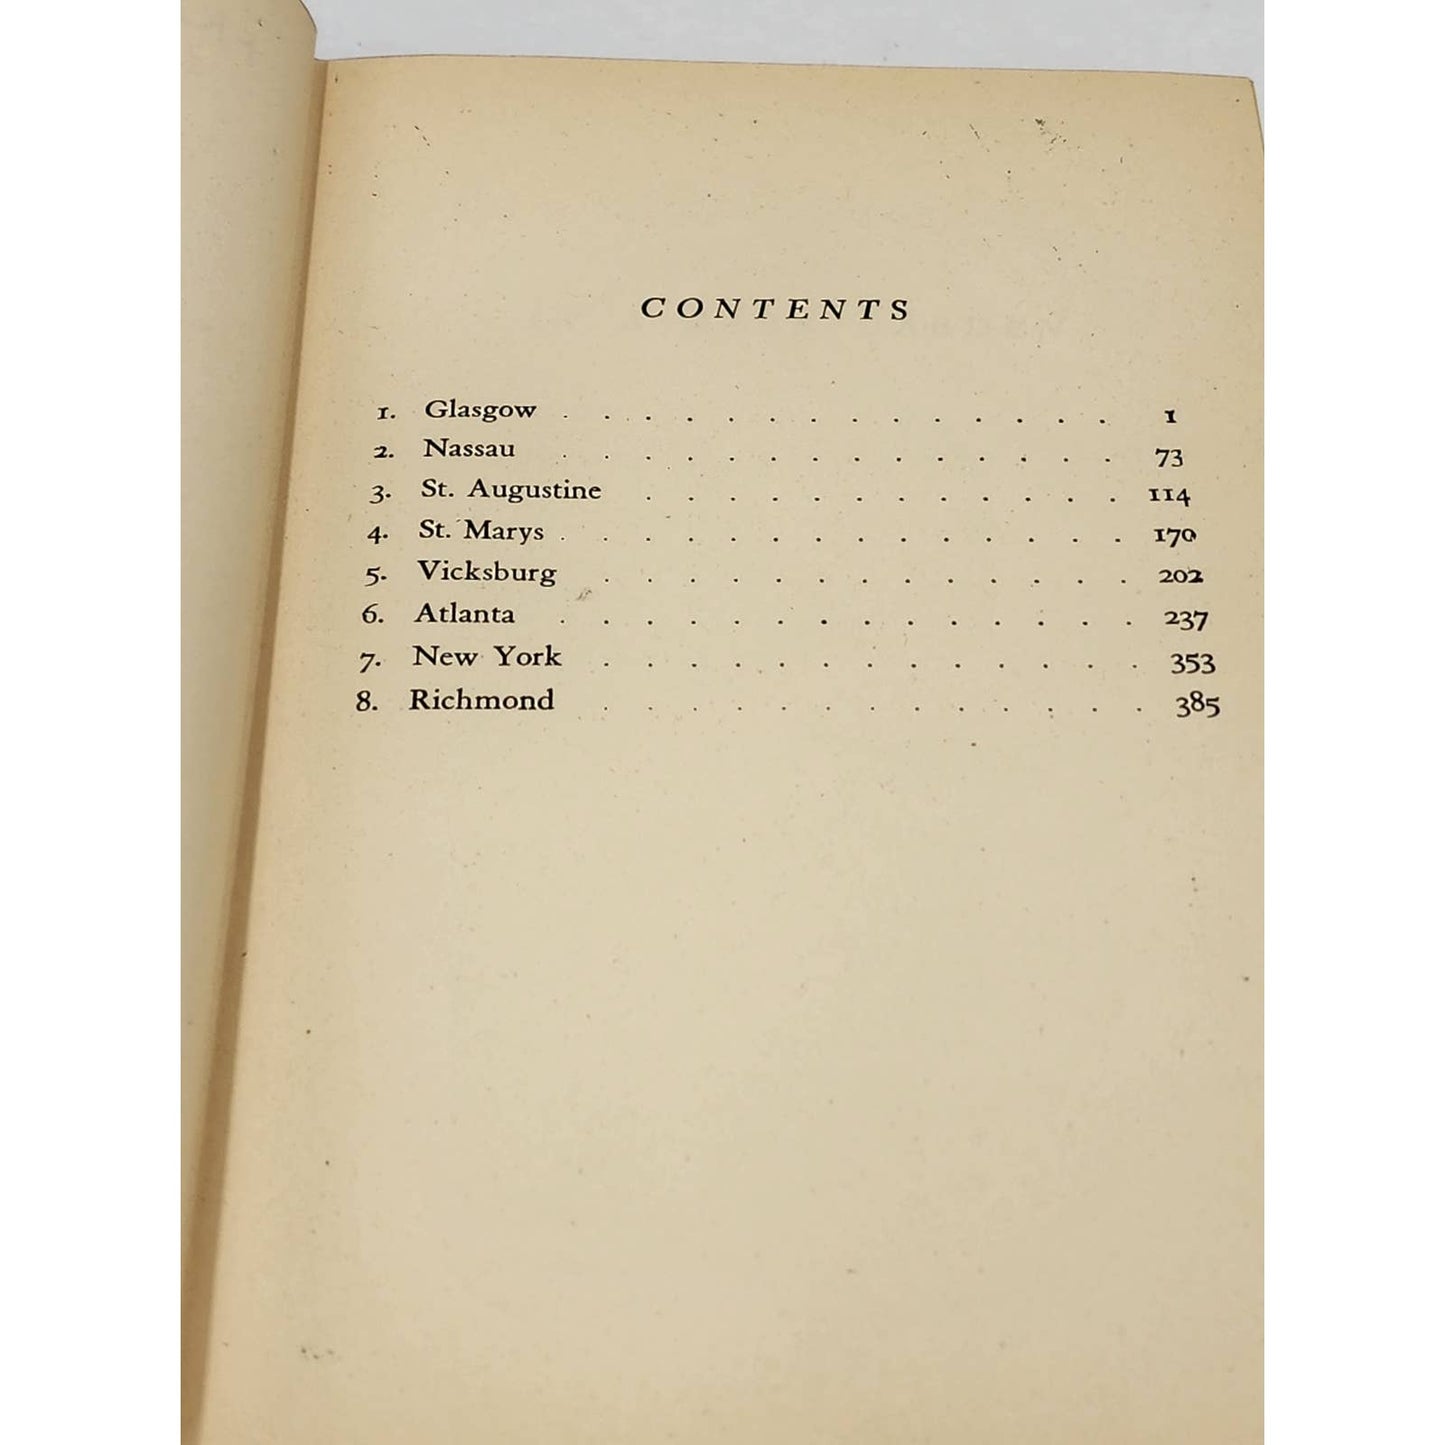 CONTENTS
1. Glasgow . . . . . . . . . . . . . . 1
2. Nassau . . . . . . . . . . . . . . 73
3. St. Augustine . . . . . . . . . . . . 114
4. St. Marys . . . . . . . . . . . . . . 170
5. Vicksburg . . . . . . . . . . . . . 202
6. Atlanta . . . . . . . . . . . . . . 237
7. New York . . . . . . . . . . . . . 353
8. Richmond . . . . . . . . . . . . . 385